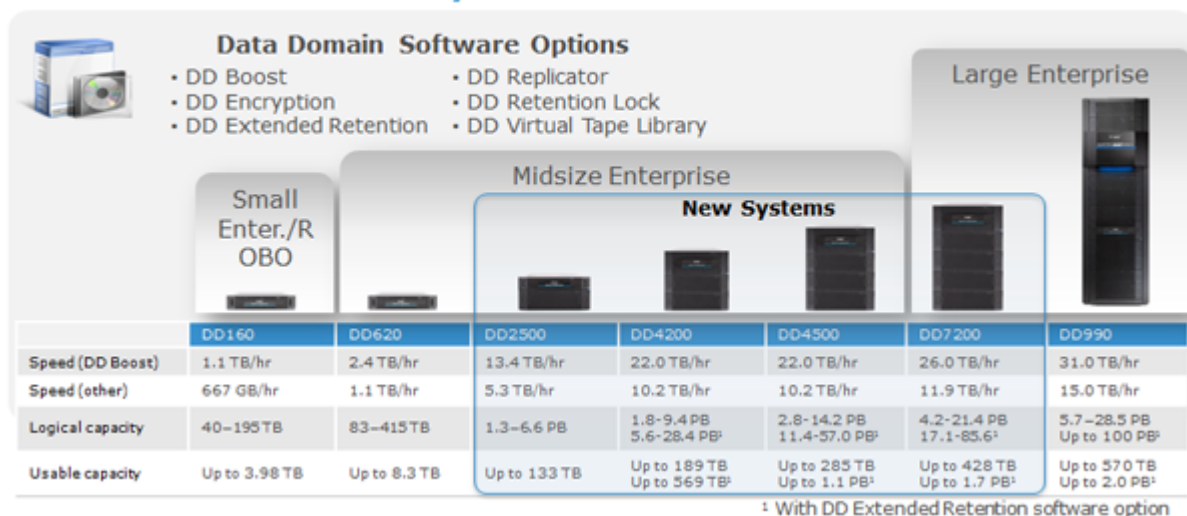 Data Domain Software Options
• DD Boost
• DD Encryption
• DD Extended Retention
• DD Replicator
• DD Retention Lock
• DD Virtual Tape Library
Large Enterprise
Midsize Enterprise
New Systems
Small
Enter./R
OBO
DD160 DD620 DD2500 DD4200 DD4500 DD7200 DD990
Speed (DD Boost) 1.1 TB/hr 2.4 TB/hr 13.4 TB/hr 22.0 TB/hr 22.0 TB/hr 26.0 TB/hr 31.0 TB/hr
Speed (other) 667 GB/hr 1.1 TB/hr 5.3 TB/hr 10.2 TB/hr 10.2 TB/hr 11.9 TB/hr 15.0 TB/hr
Logical capacity 40–195 TB 83–415 TB 1.3–6.6 PB 1.8-9.4 PB 2.8-14.2 PB 4.2-21.4 PB 5.7–28.5 PB
5.6-28.4 PB¹ 11.4-57.0 PB¹ 17.1-85.6¹ Up to 100 PB¹
Usable capacity Up to 3.98 TB Up to 8.3 TB Up to 133 TB Up to 189 TB Up to 285 TB Up to 428 TB Up to 570 TB
Up to 569 TB¹ Up to 1.1 PB¹ Up to 1.7 PB¹ Up to 2.0 PB¹
¹ With DD Extended Retention software option